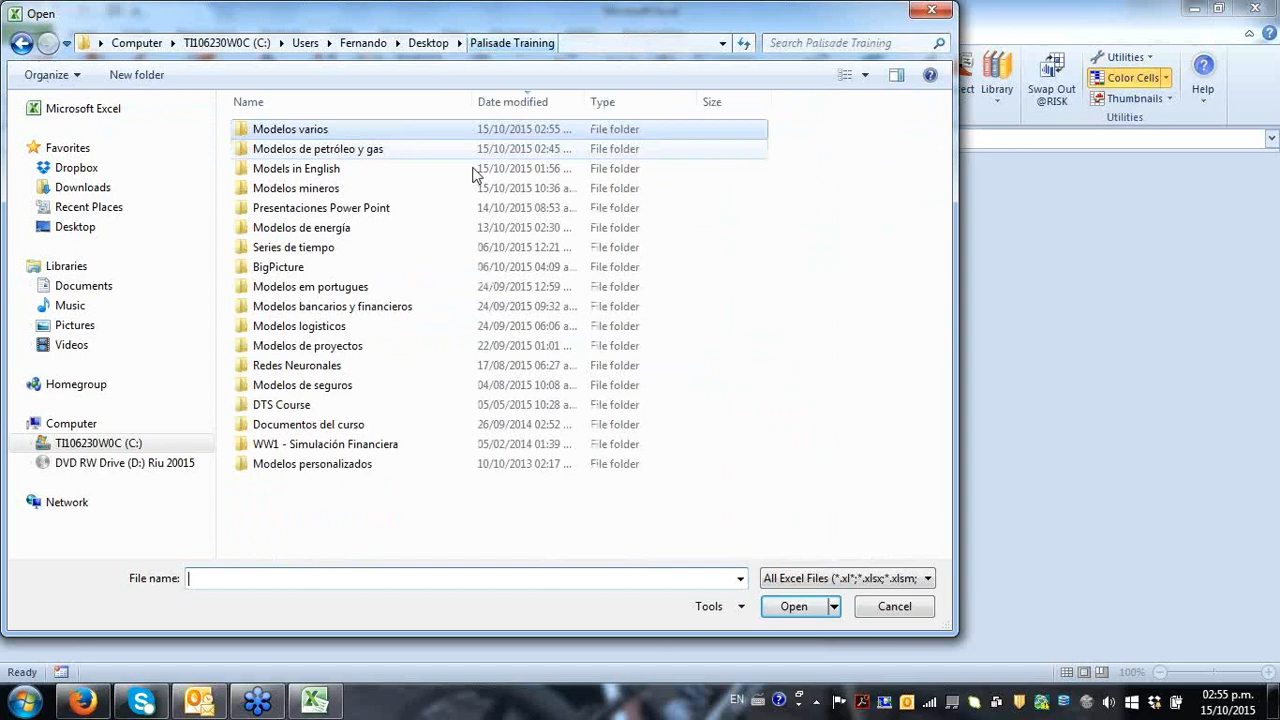 Open
Computer Tl106230W0C (C:) Users Fernando Desktop Palisade Training Search Palisade Training
Organize New folder
Utilities
Color Cells
Thumbnails
Library Swap Out @RISK Help
Utilities
Name Date modified Type Size
Microsoft Excel
Favorites
Dropbox
Downloads
Recent Places
Desktop
Libraries
Documents
Music
Pictures
Videos
Homegroup
Computer
TI106230W0C (C:)
DVD RW Drive (D:) Riu 20015
Network
Modelos varios 15/10/2015 02:55 ... File folder
Modelos de petróleo y gas 15/10/2015 02:45 ... File folder
Models in English 15/10/2015 01:56 ... File folder
Modelos mineros 15/10/2015 10:36 a... File folder
Presentaciones Power Point 14/10/2015 08:53 ... File folder
Modelos de energía 13/10/2015 02:30 ... File folder
Series de tiempo 06/10/2015 12:21 ... File folder
BigPicture 06/10/2015 04:09 a... File folder
Modelos em portugues 24/09/2015 12:59 ... File folder
Modelos bancarios y financieros 24/09/2015 09:32 a... File folder
Modelos logisticos 24/09/2015 06:06 a... File folder
Modelos de proyectos 22/09/2015 01:01 ... File folder
Redes Neuronales 17/08/2015 06:27 a... File folder
Modelos de seguros 04/08/2015 10:08 a... File folder
DTS Course 05/05/2015 10:28 a... File folder
Documentos del curso 26/09/2014 02:52 ... File folder
WW1 - Simulación Financiera 05/02/2014 01:39 ... File folder
Modelos personalizados 10/10/2013 02:17 ... File folder
File name: All Excel Files (*.xl*;*.xlsx;*.xlsm;
Tools Open Cancel
Ready 100%
EN 02:55 p.m.
15/10/2015